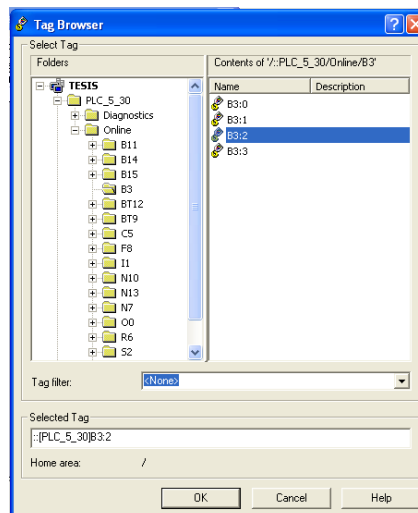 Tag Browser
Select Tag
Folders
Contents of '/::PLC_5_30/Online/B3'
TESIS
PLC_5_30
Diagnostics
Online
B11
B14
B15
B3
BT12
BT9
C5
F8
I1
N10
N13
N7
O0
R6
S2
Name Description
B3:0
B3:1
B3:2
B3:3
Tag filter: <None>
Selected Tag
::[PLC_5_30]B3:2
Home area: /
OK Cancel Help